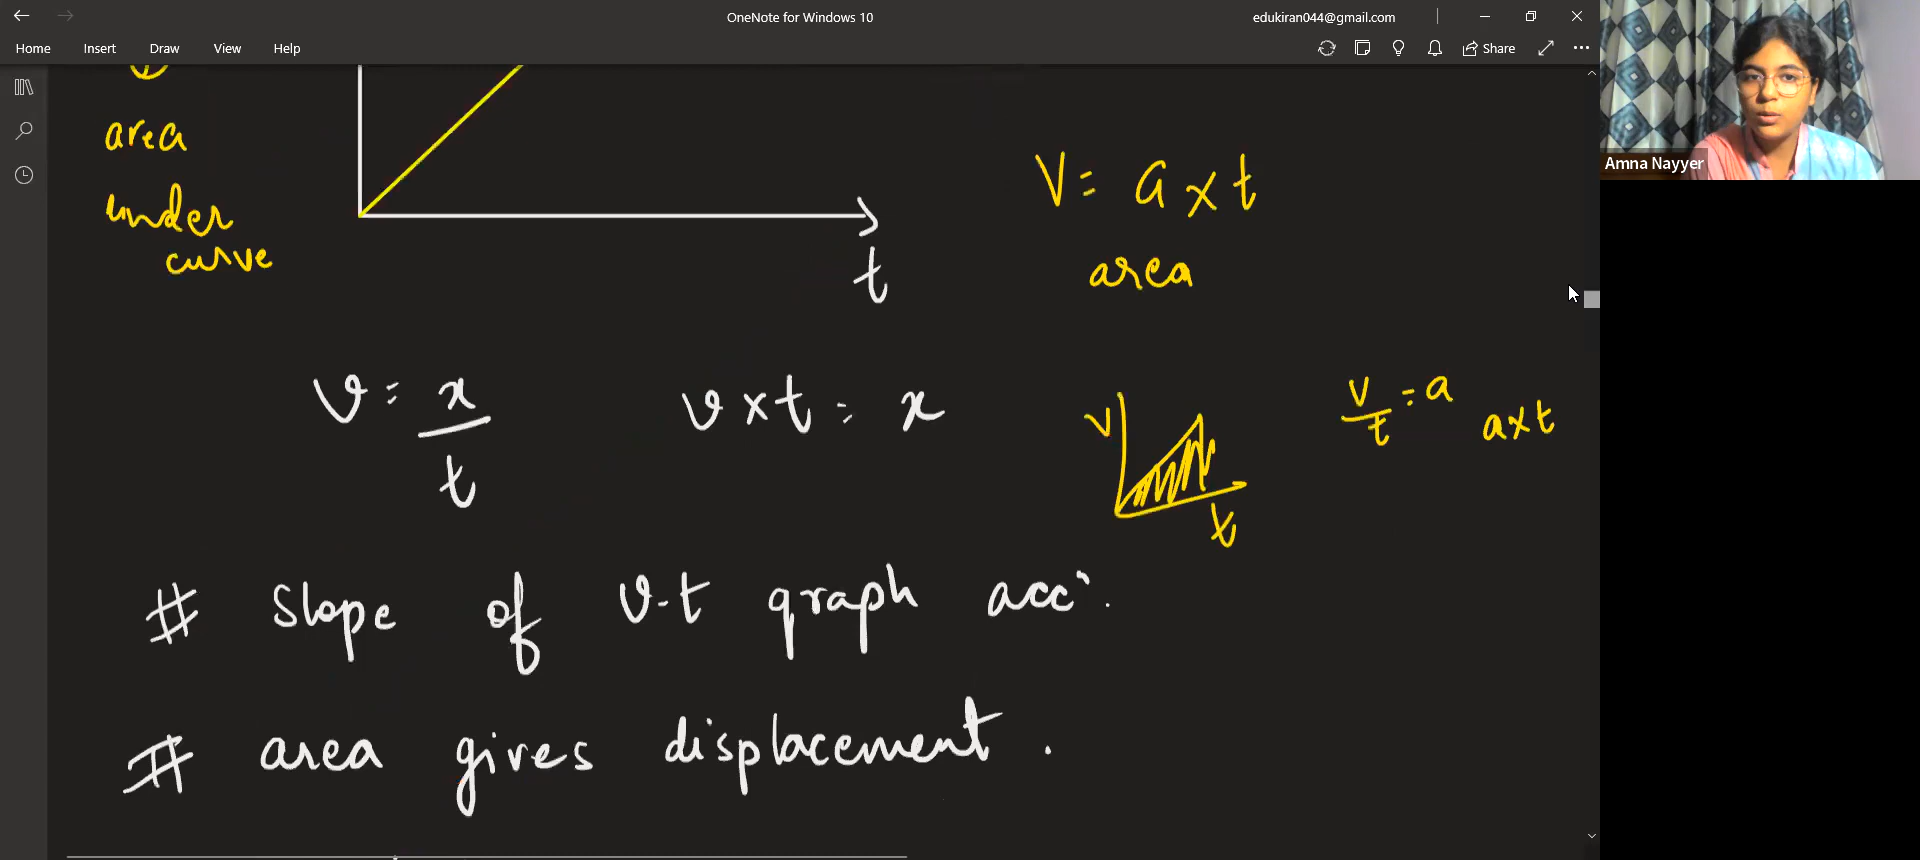 OneNote for Windows 10
edukiran044@gmail.com
Home Insert Draw View Help
Share
Amna Nayyer
area
under
curve
t
V = a x t
area
v = x/t
v x t = x
V
t
V/t = a
a x t
# Slope of v-t graph acc".
# area gives displacement.